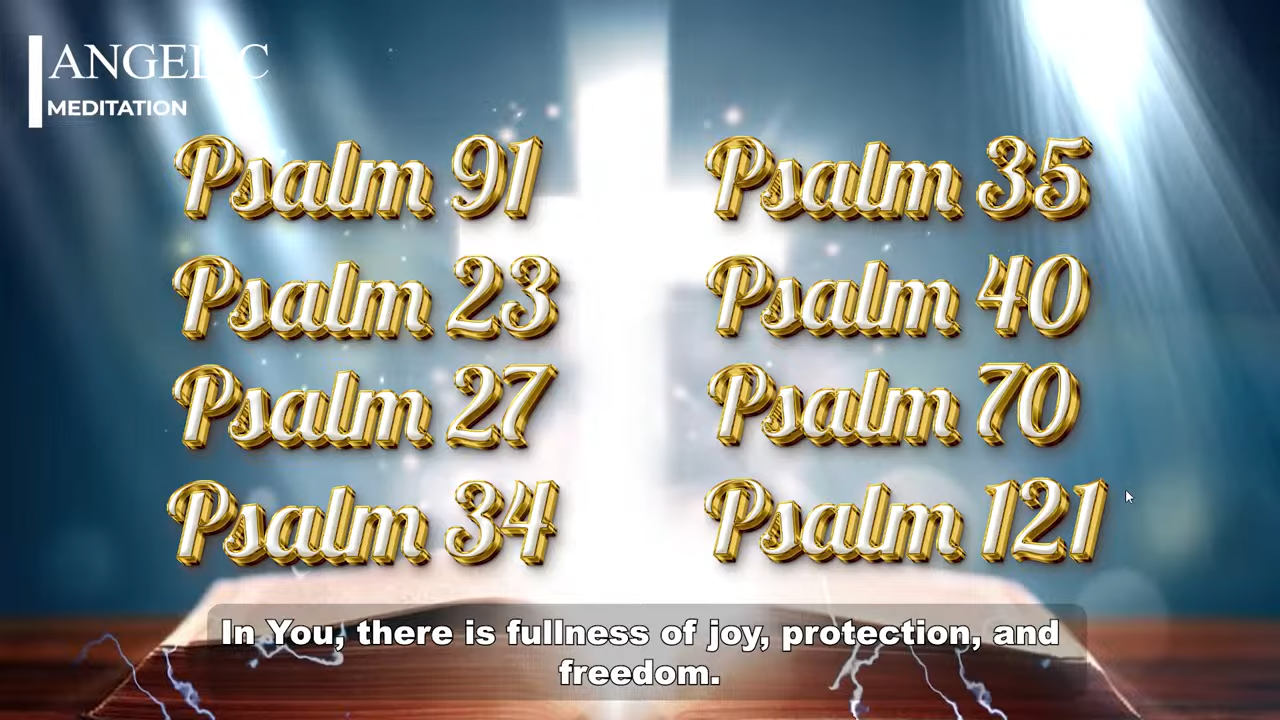 ANGELIC
MEDITATION
Psalm 91
Psalm 23
Psalm 27
Psalm 34
Psalm 35
Psalm 40
Psalm 70
Psalm 121
In You, there is fullness of joy, protection, and
freedom.